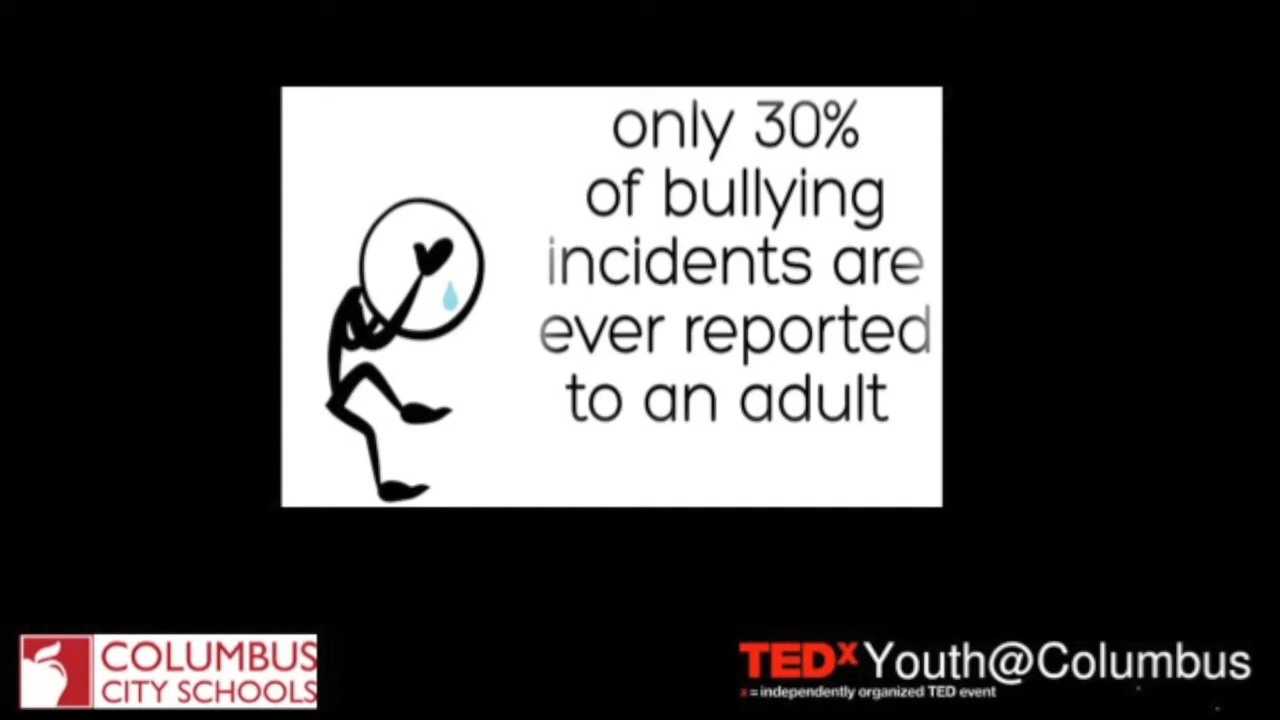 only 30%
of bullying
incidents are
ever reported
to an adult
COLUMBUS
CITY SCHOOLS
TEDx Youth@Columbus
x = independently organized TED event